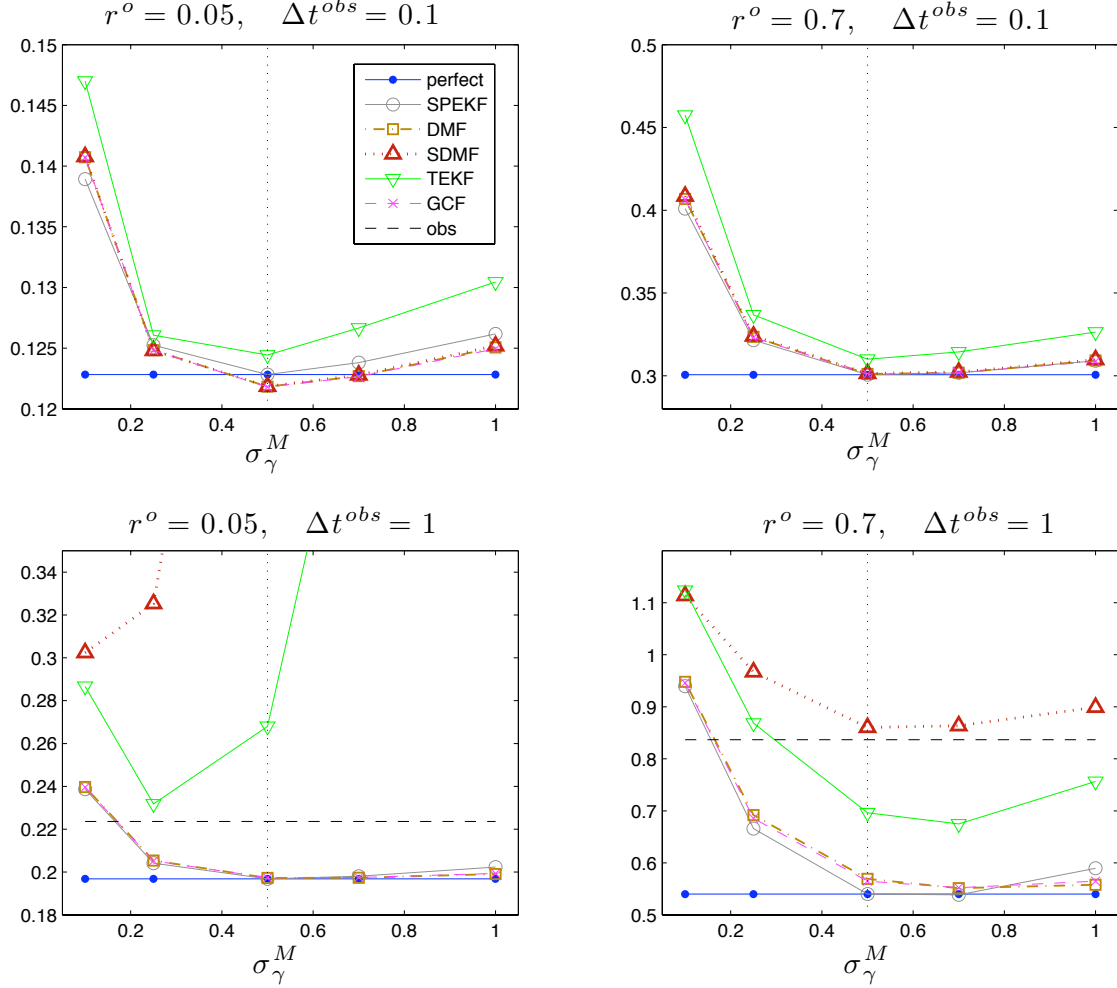 r^o = 0.05, Δt^obs = 0.1
0.15
0.145
0.14
0.135
0.13
0.125
0.12
perfect
SPEKF
DMF
SDMF
TEKF
GCF
obs
0.2 0.4 0.6 0.8 1
σ_γ^M
r^o = 0.7, Δt^obs = 0.1
0.5
0.45
0.4
0.35
0.3
0.2 0.4 0.6 0.8 1
σ_γ^M
r^o = 0.05, Δt^obs = 1
0.34
0.32
0.3
0.28
0.26
0.24
0.22
0.2
0.18
0.2 0.4 0.6 0.8 1
σ_γ^M
r^o = 0.7, Δt^obs = 1
1.1
1
0.9
0.8
0.7
0.6
0.5
0.2 0.4 0.6 0.8 1
σ_γ^M